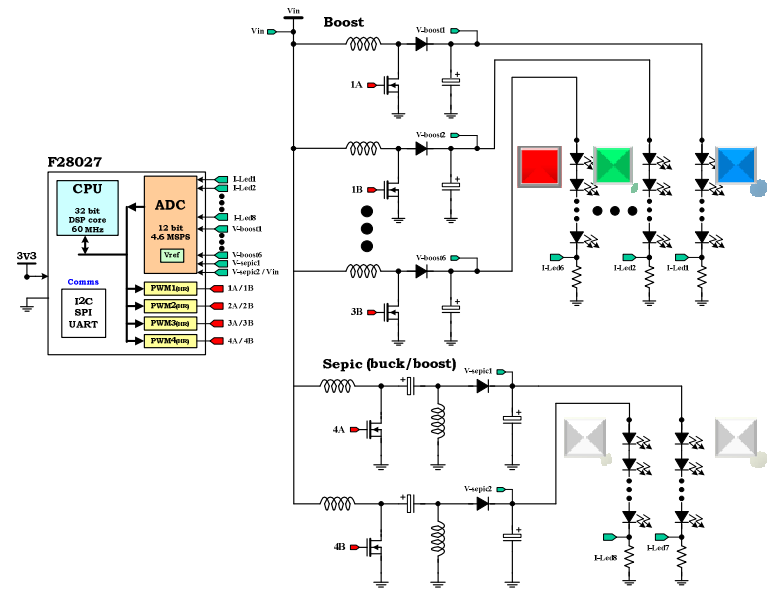 Vin
Vin
Boost
V-boost1
1A
V-boost2
1B
V-boost6
3B
I-Led6
I-Led2
I-Led1
F28027
CPU
32 bit
DSP core
60 MHz
ADC
12 bit
4.6 MSPS
Vref
I-Led1
I-Led2
I-Led8
V-boost1
V-boost6
V-sepic1
V-sepic2 / Vin
3v3
Comms
I2C
SPI
UART
PWM1(HR)
1A/1B
PWM2(HR)
2A/2B
PWM3(HR)
3A/3B
PWM4(HR)
4A/4B
Sepic (buck/boost)
V-sepic1
4A
V-sepic2
4B
I-Led8
I-Led7